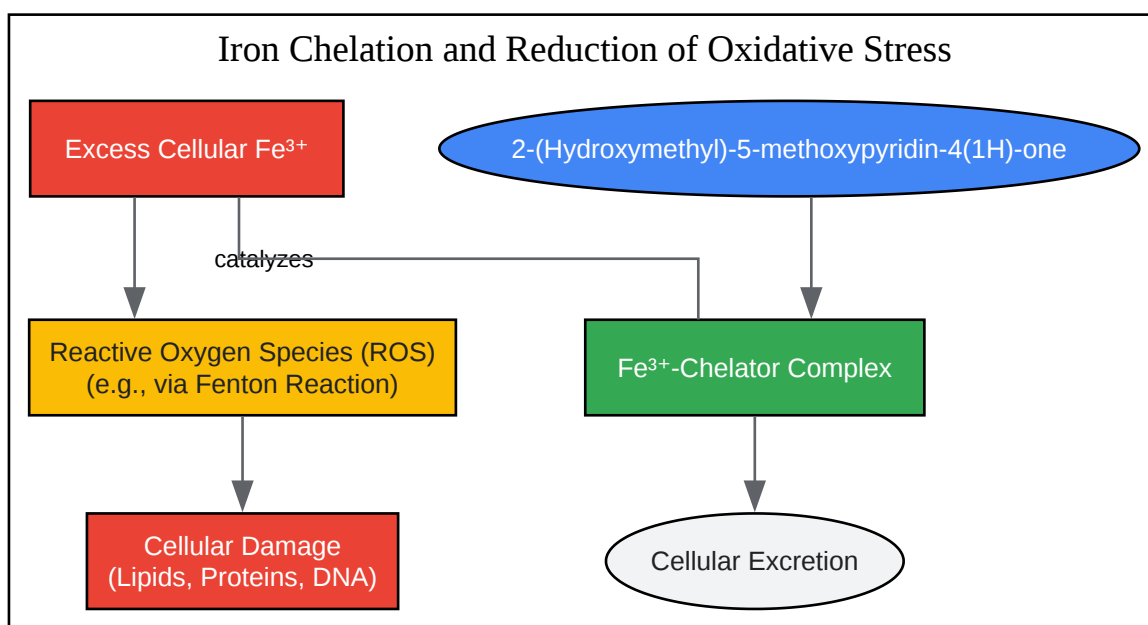 Iron Chelation and Reduction of Oxidative Stress
Excess Cellular Fe³⁺
2-(Hydroxymethyl)-5-methoxypyridin-4(1H)-one
catalyzes
Reactive Oxygen Species (ROS)
(e.g., via Fenton Reaction)
Fe³⁺-Chelator Complex
Cellular Damage
(Lipids, Proteins, DNA)
Cellular Excretion